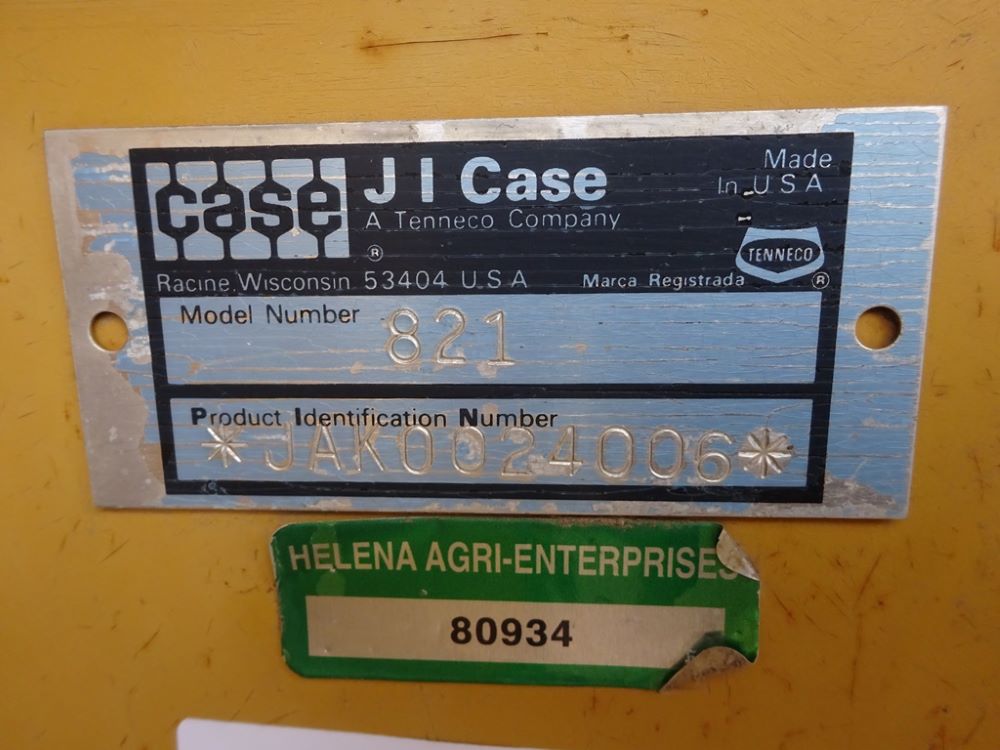 case
J I Case
A Tenneco Company
Made
In U S A
TENNECO
®
Racine, Wisconsin 53404 U.S A
Marca Registrada
®
Model Number 821
Product Identification Number
*JAK0024006*
HELENA AGRI-ENTERPRISES
80934